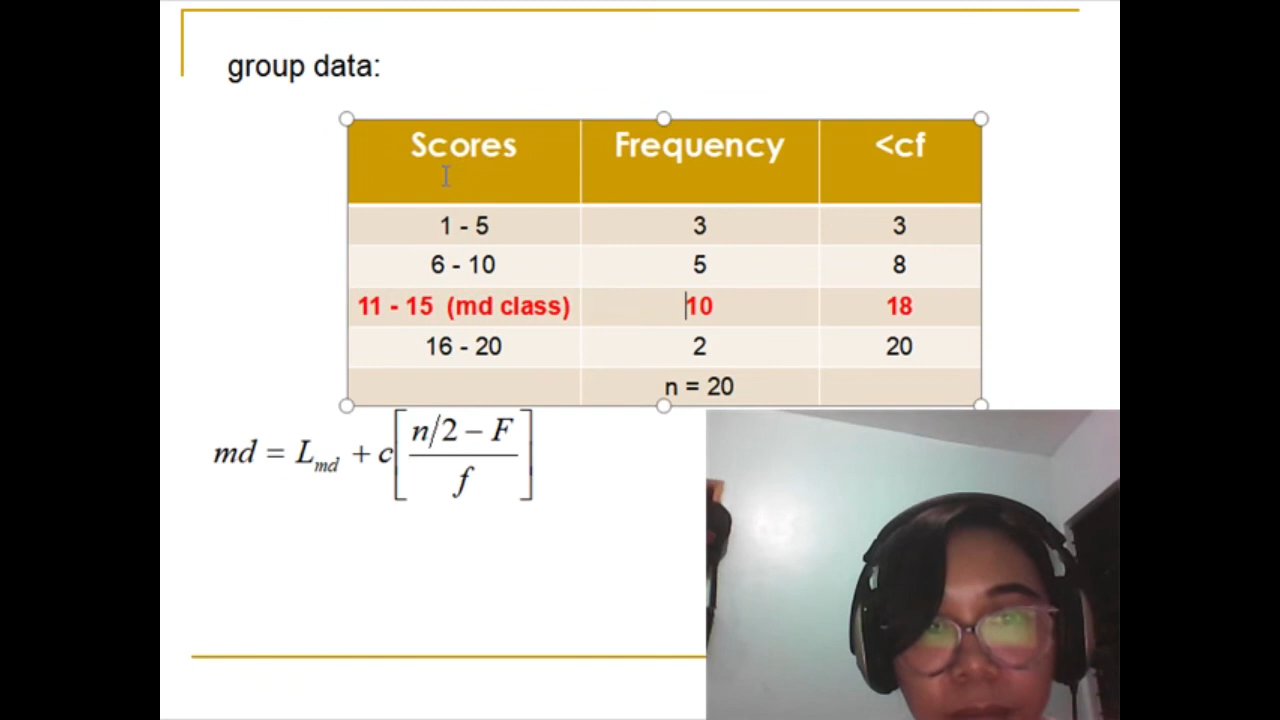 group data:
Scores Frequency <cf
1 - 5 3 3
6 - 10 5 8
11 - 15 (md class) 10 18
16 - 20 2 20
n = 20
md = L_md + c[(n/2 − F)/f]